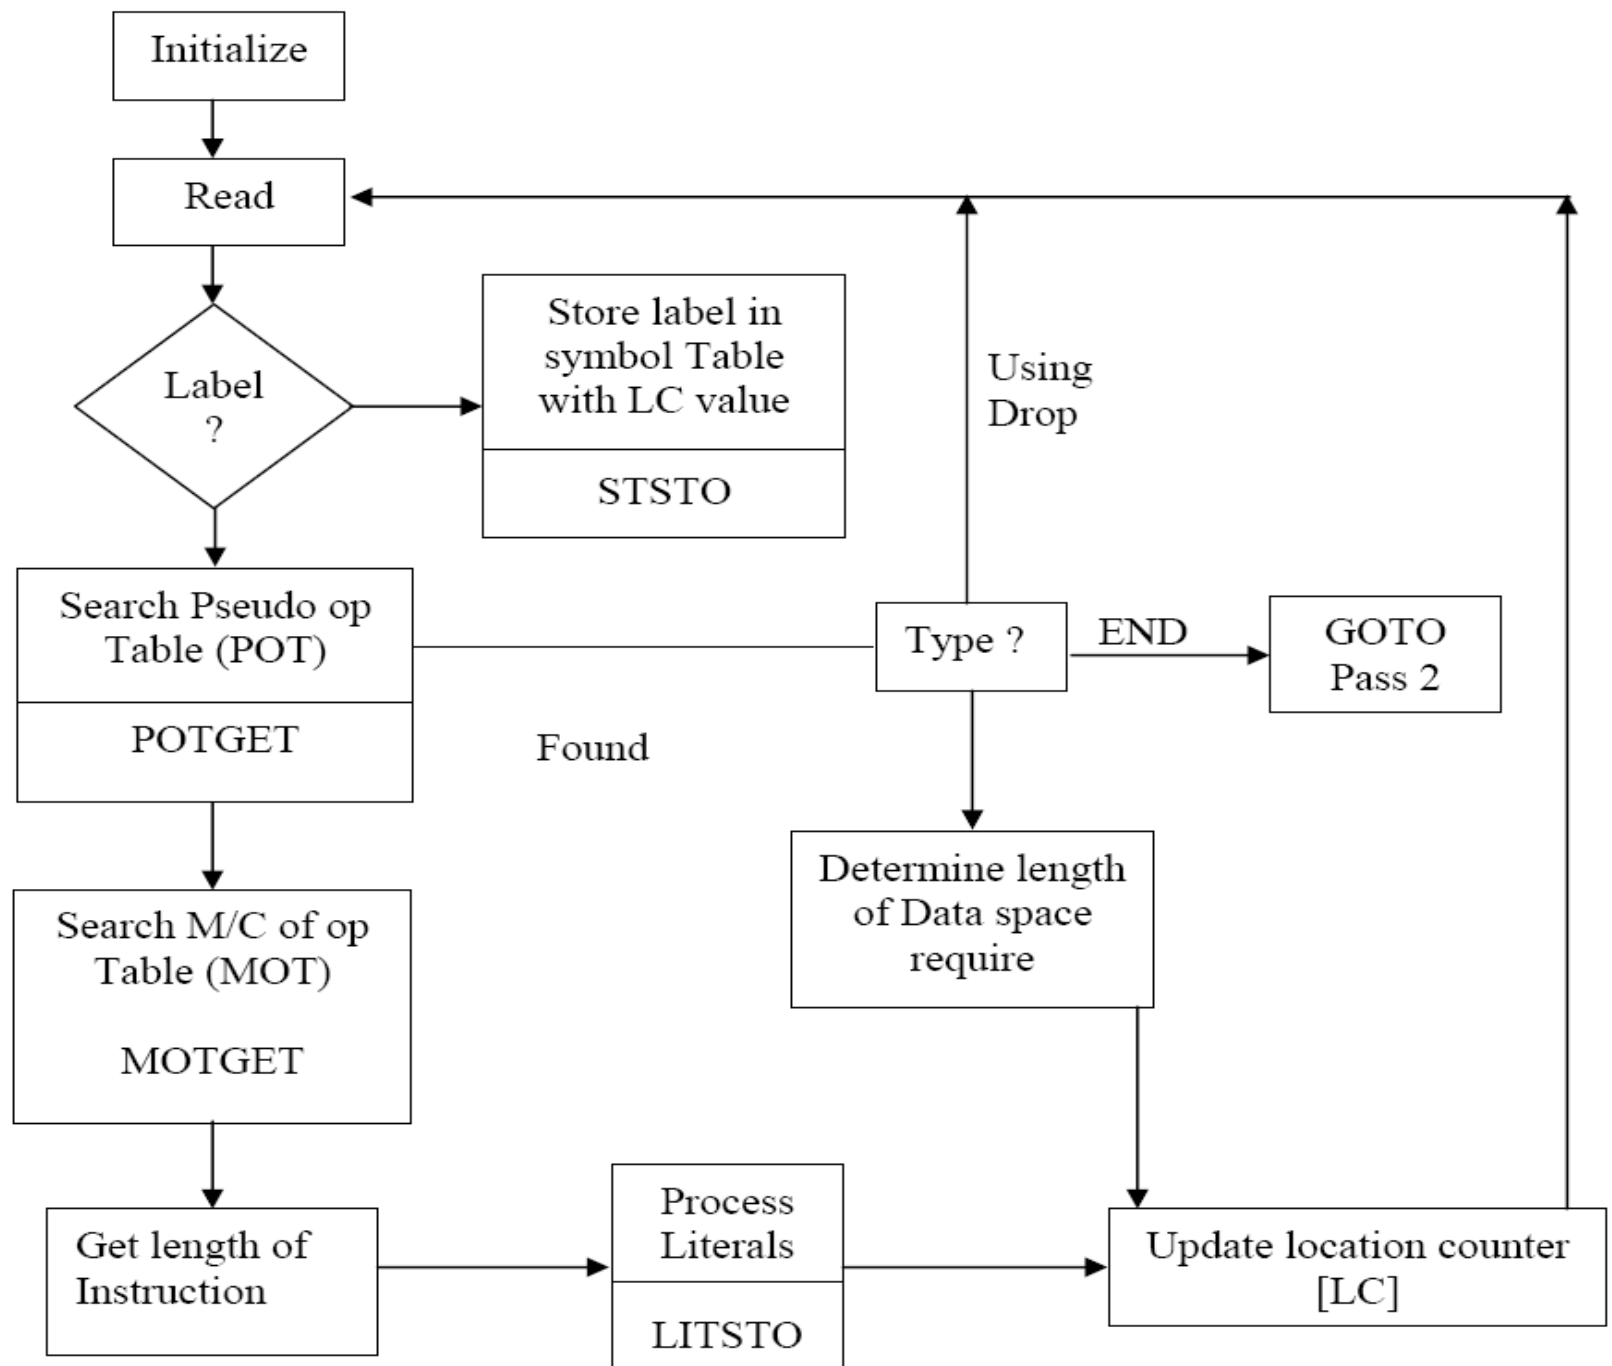 Initialize
Read
Label
?
Store label in
symbol Table
with LC value
STSTO
Using
Drop
Search Pseudo op
Table (POT)
POTGET
Found
Type ?
END
GOTO
Pass 2
Determine length
of Data space
require
Search M/C of op
Table (MOT)
MOTGET
Get length of
Instruction
Process
Literals
LITSTO
Update location counter
[LC]